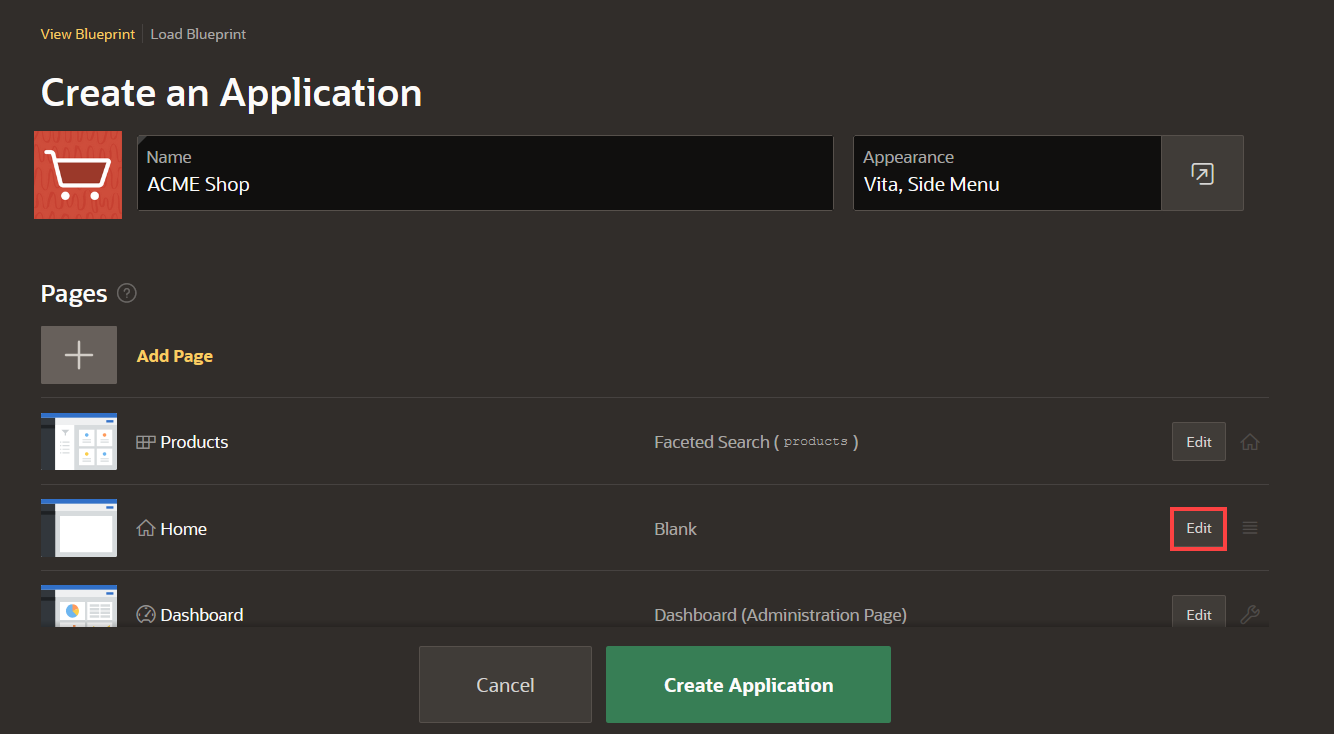 View Blueprint Load Blueprint
Create an Application
Name
ACME Shop
Appearance
Vita, Side Menu
Pages ?
Add Page
Products Faceted Search ( products ) Edit
Home Blank Edit
Dashboard Dashboard (Administration Page) Edit
Cancel Create Application